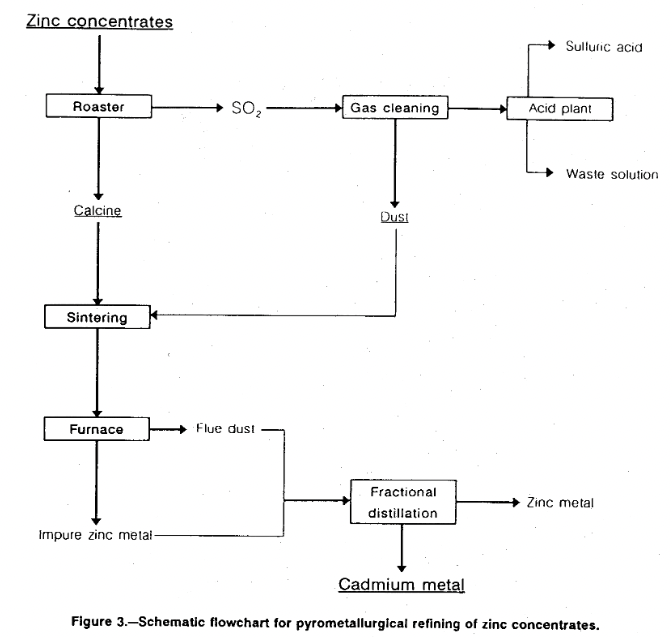 Zinc concentrates
Sulfuric acid
Roaster
SO2
Gas cleaning
Acid plant
Waste solution
Calcine
Dust
Sintering
Furnace
Flue dust
Fractional
distillation
Zinc metal
Impure zinc metal
Cadmium metal
Figure 3.—Schematic flowchart for pyrometallurgical refining of zinc concentrates.